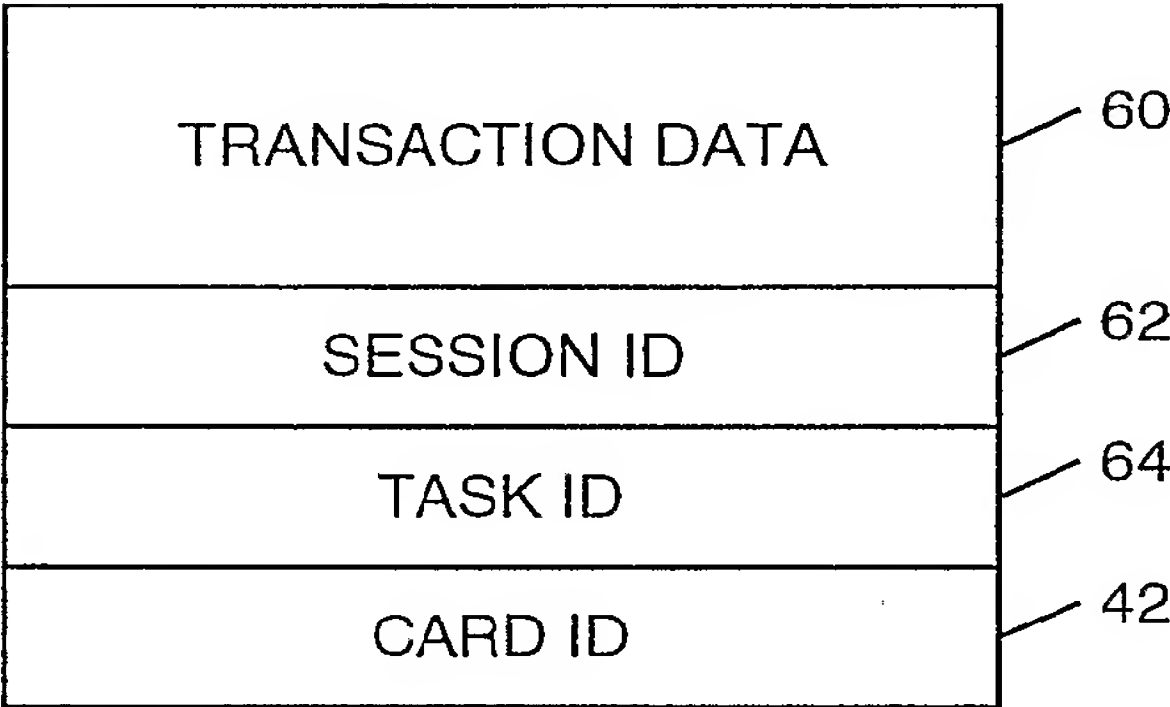 TRANSACTION DATA
60
SESSION ID
62
TASK ID
64
CARD ID
42